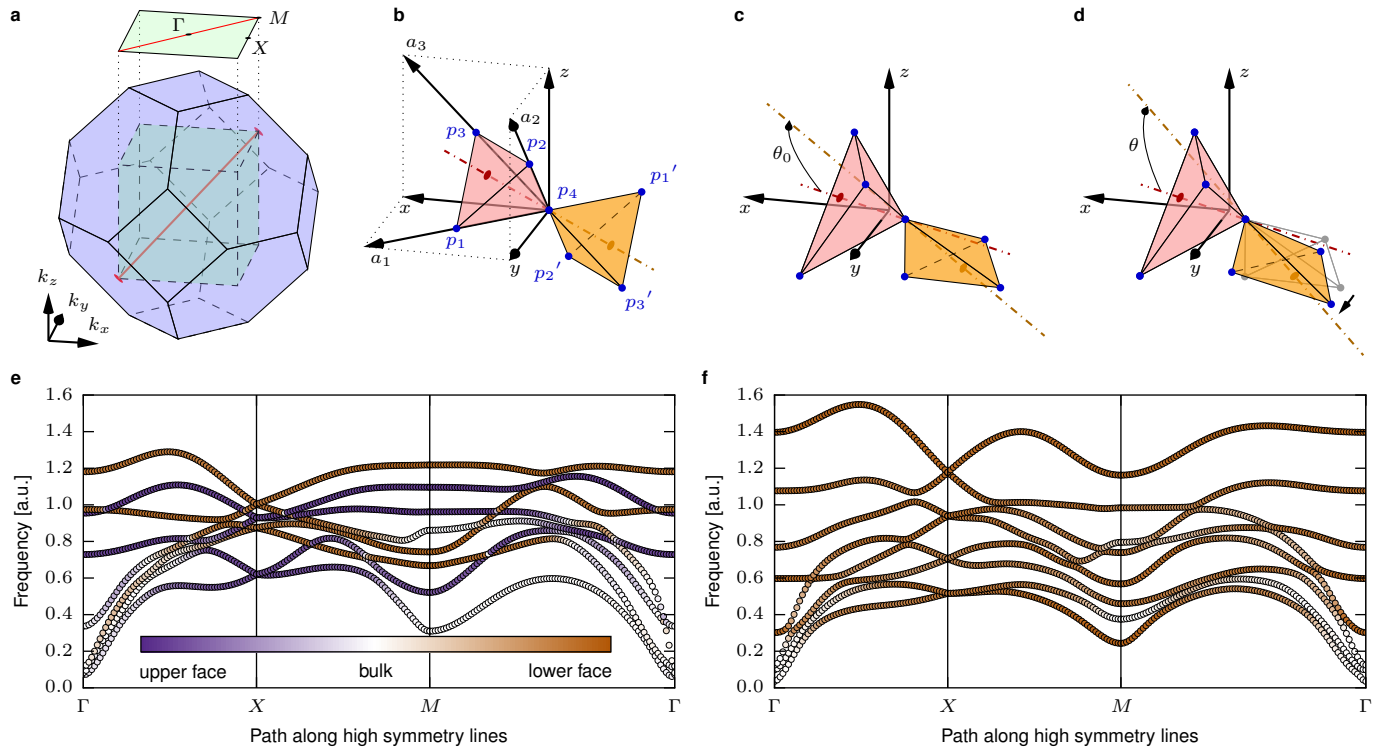 a
Γ
M
X
k_z
k_y
k_x
b
a_3
z
a_2
p_3
p_2
p_1′
p_4
x
p_1
a_1
y
p_2′
p_3′
c
z
θ_0
x
y
d
z
θ
x
y
e
Frequency [a.u.]
1.6
1.4
1.2
1.0
0.8
0.6
0.4
0.2
0.0
upper face bulk lower face
Γ X M Γ
Path along high symmetry lines
f
Frequency [a.u.]
1.6
1.4
1.2
1.0
0.8
0.6
0.4
0.2
0.0
Γ X M Γ
Path along high symmetry lines